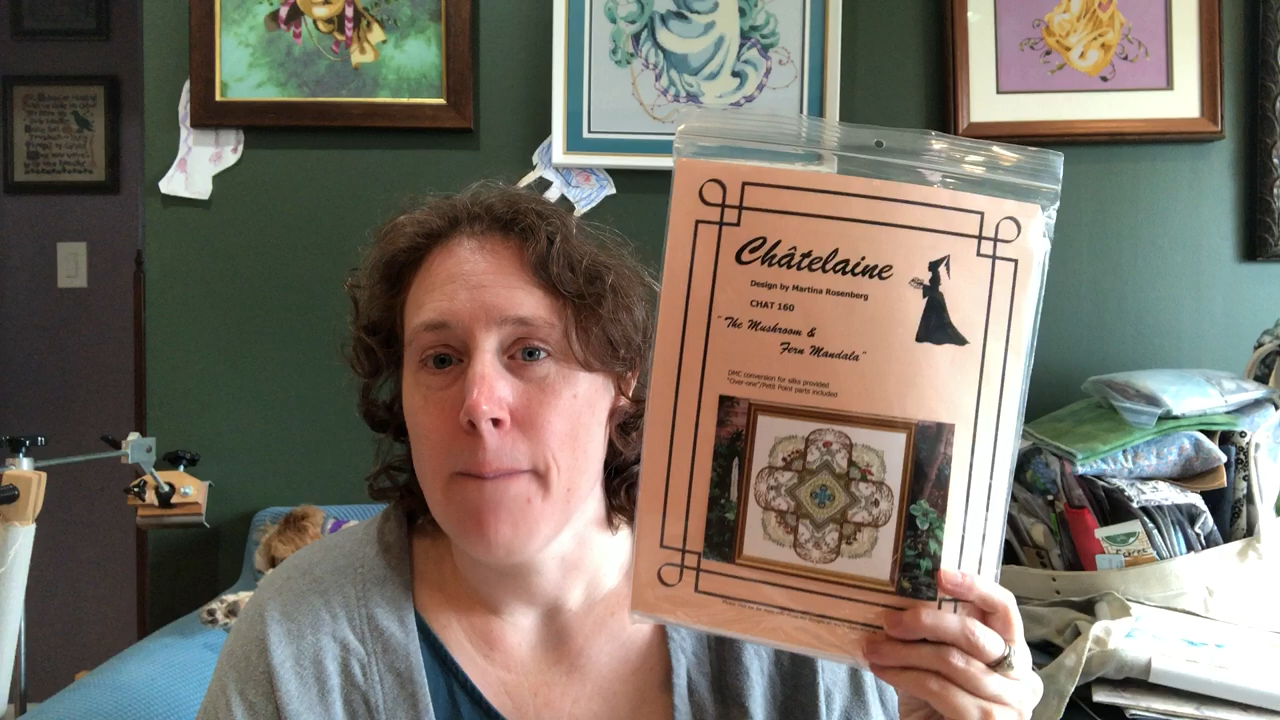 Châtelaine
Design by Martina Rosenberg
CHAT 160
"The Mushroom &
Fern Mandala"
DMC conversion for silks provided
"Over-one"/Petit Point parts included